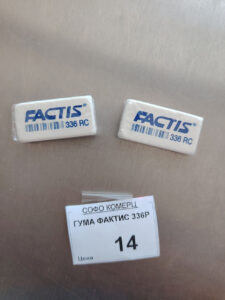 FACTIS
336 RC
FACTIS
336 RC
СОФО КОМЕРЦ
ГУМА ФАКТИС 336Р
14
Цена